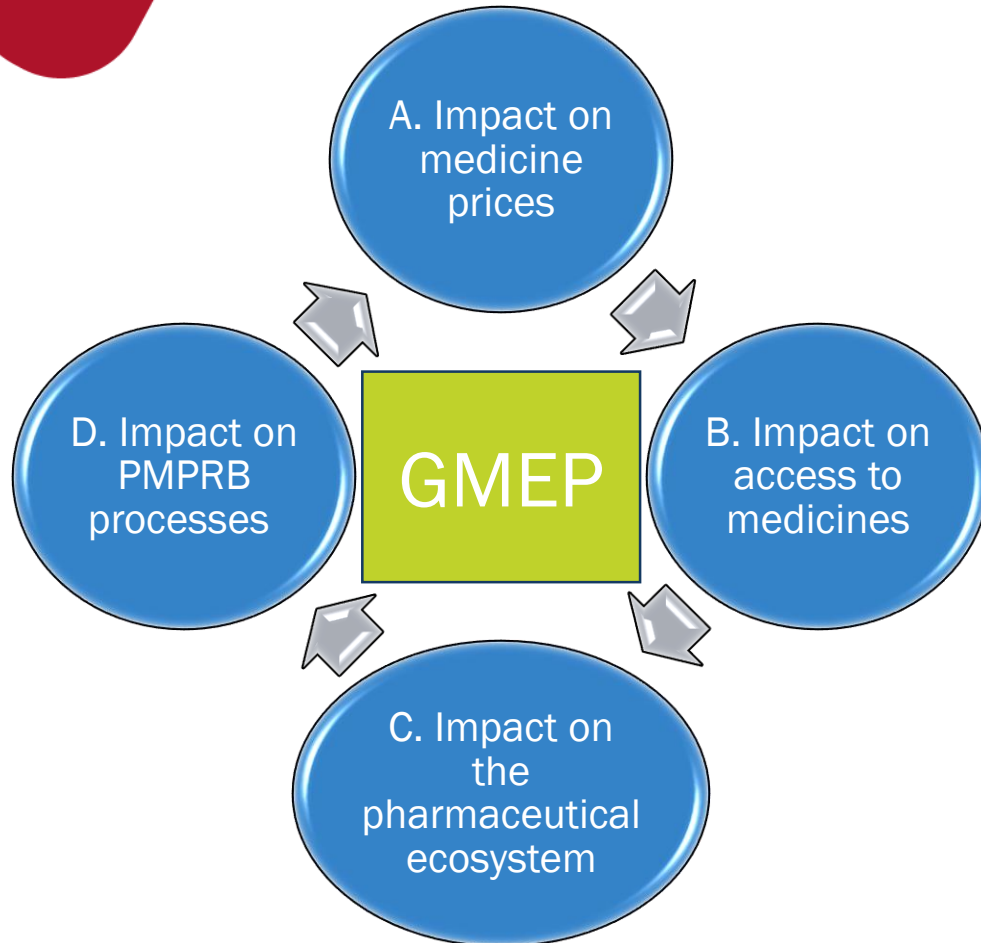 A. Impact on
medicine
prices
D. Impact on
PMPRB
processes
GMEP
B. Impact on
access to
medicines
C. Impact on
the
pharmaceutical
ecosystem